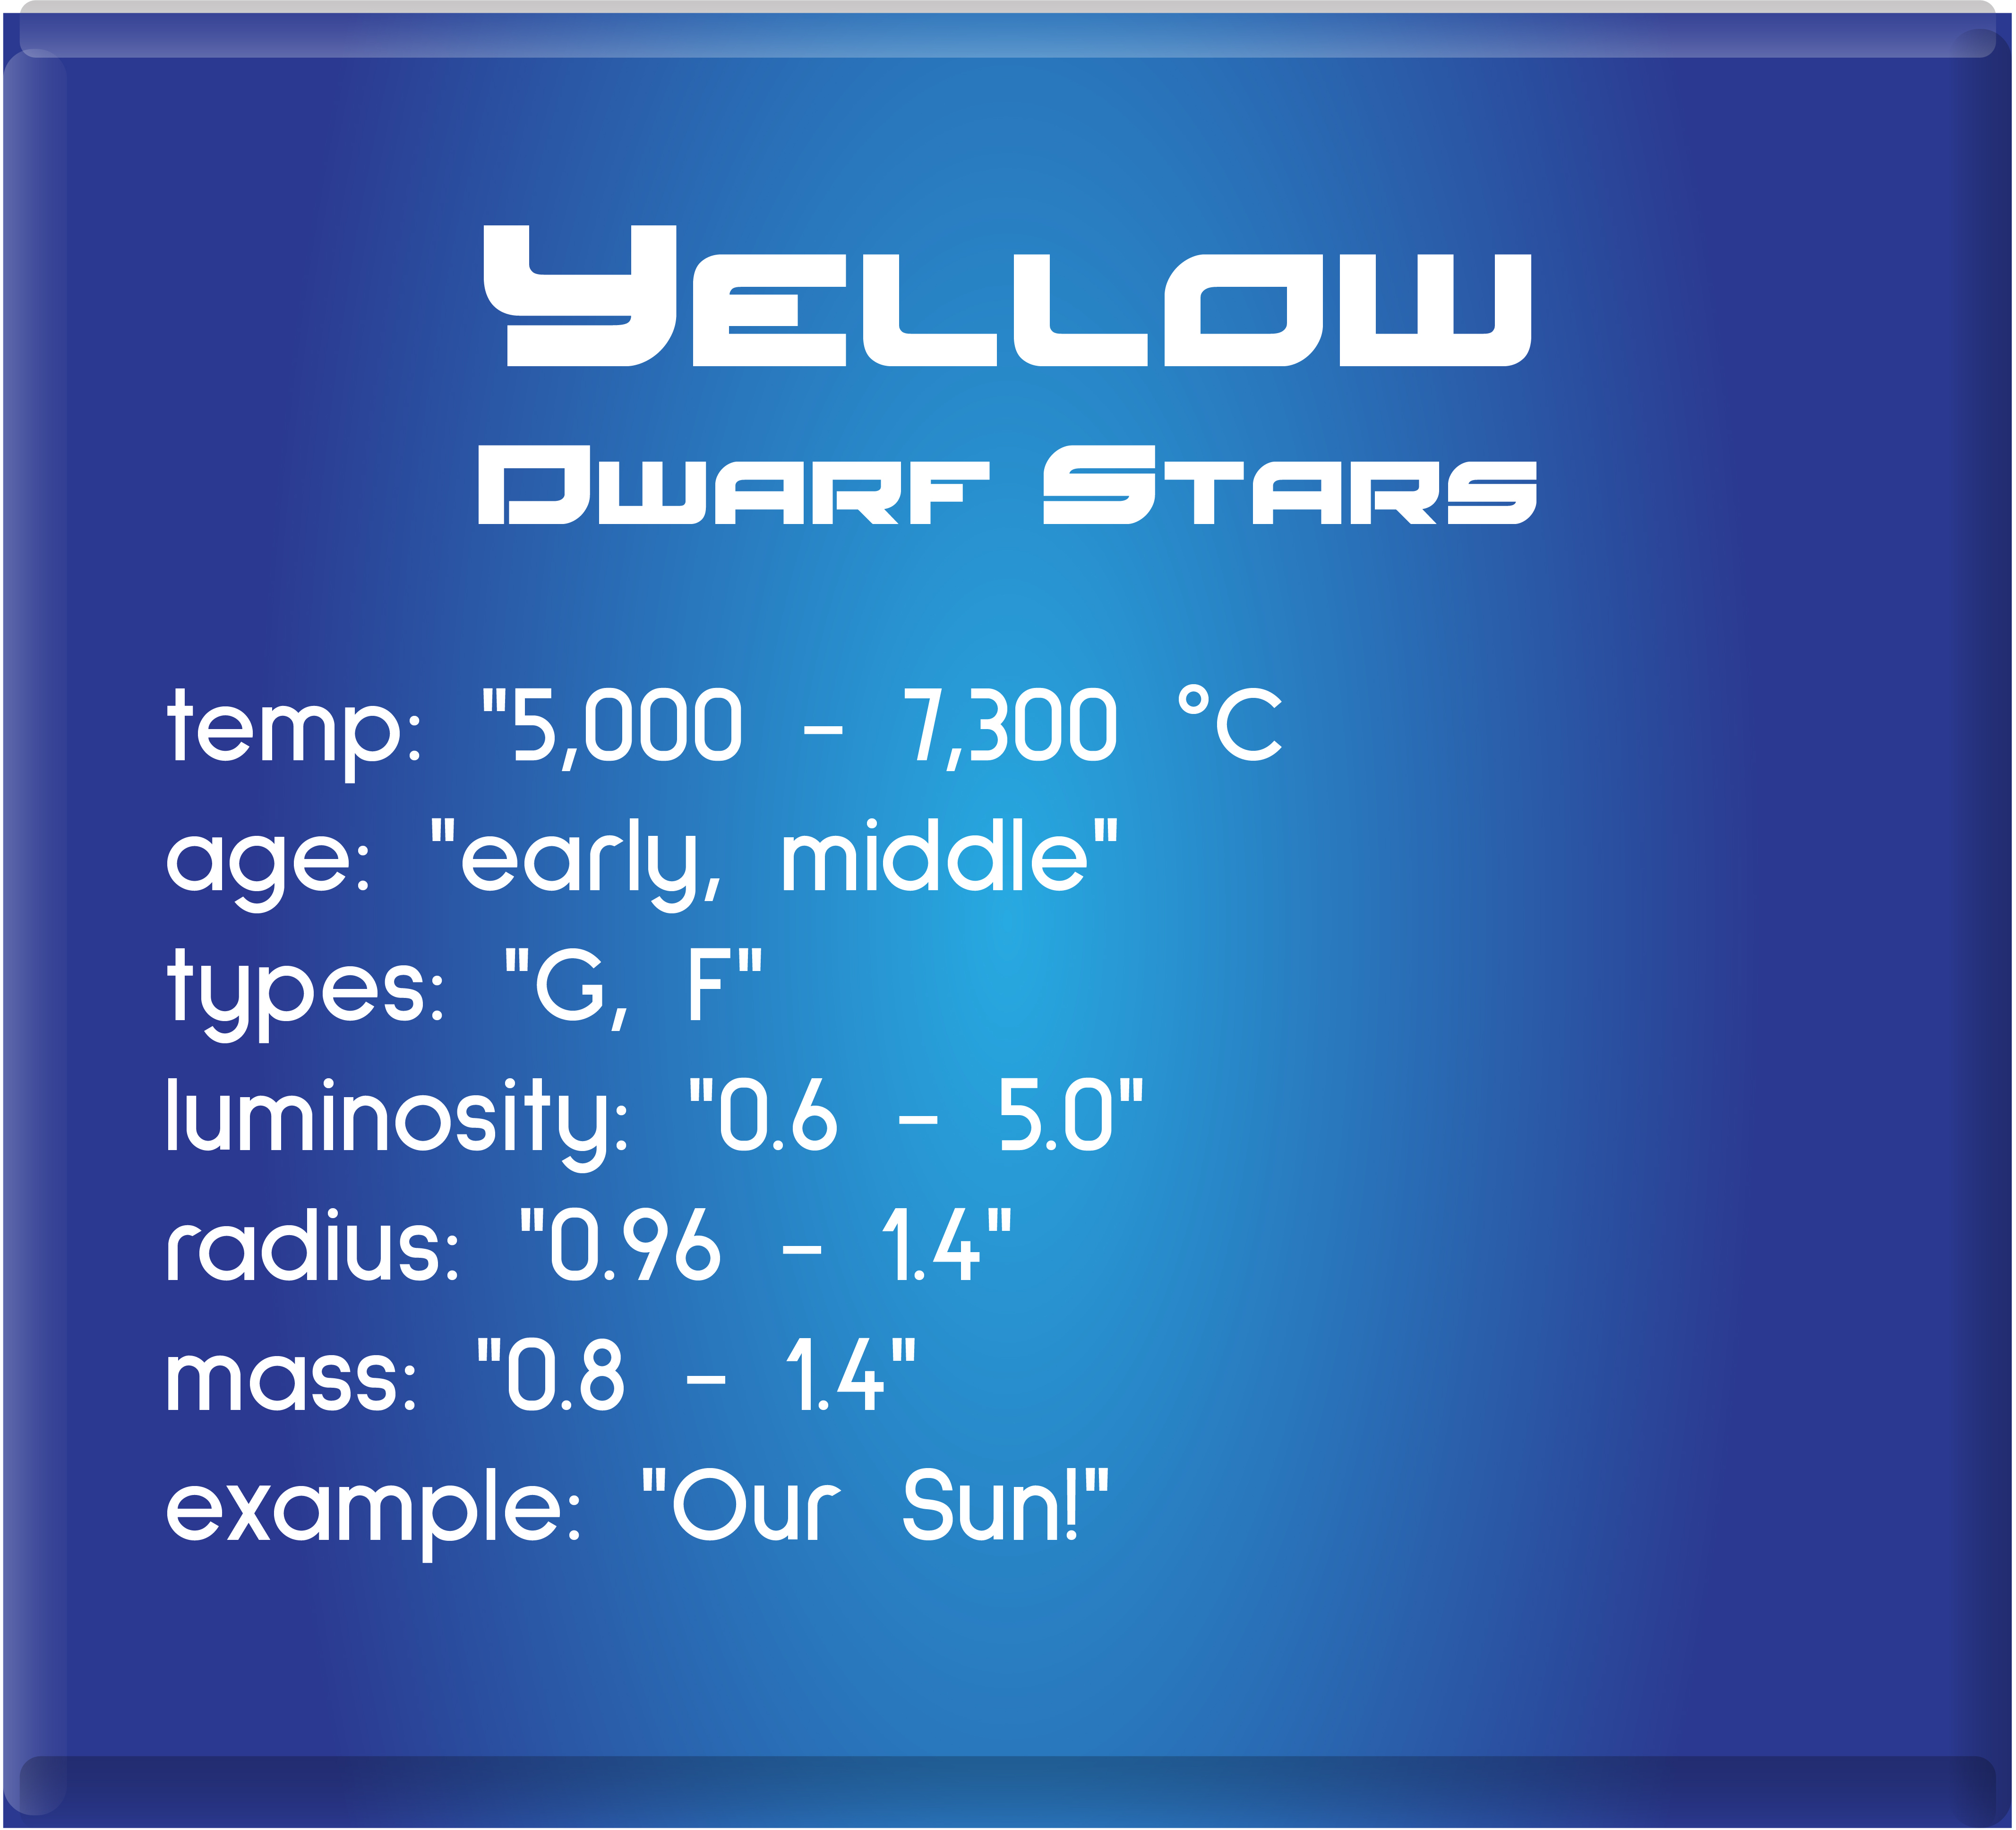 Yellow
Dwarf Stars
temp: "5,000 - 7,300 °C
age: "early, middle"
types: "G, F"
luminosity: "0.6 - 5.0"
radius: "0.96 - 1.4"
mass: "0.8 - 1.4"
example: "Our Sun!"